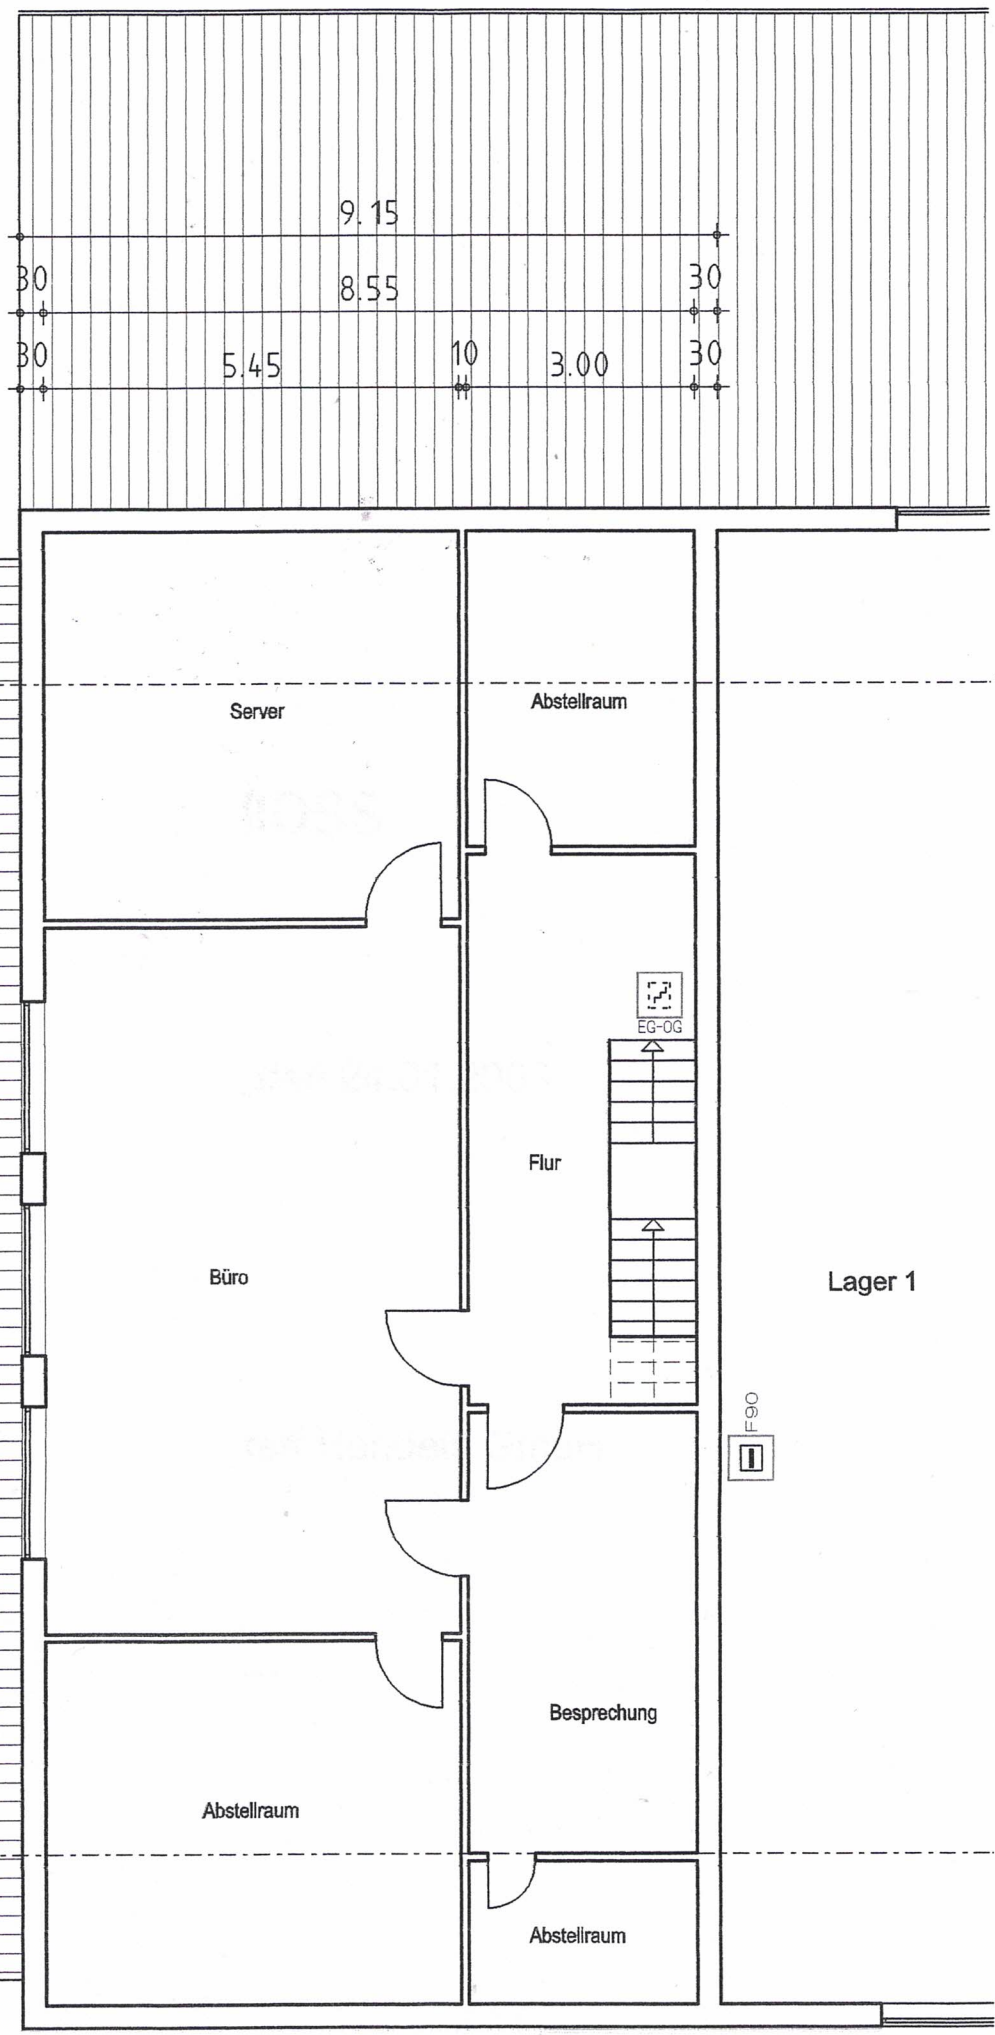 9.15
30 8.55 30
30 5.45 10 3.00 30
Server
Abstellraum
EG-OG
Flur
Büro
Lager 1
F90
Besprechung
Abstellraum
Abstellraum